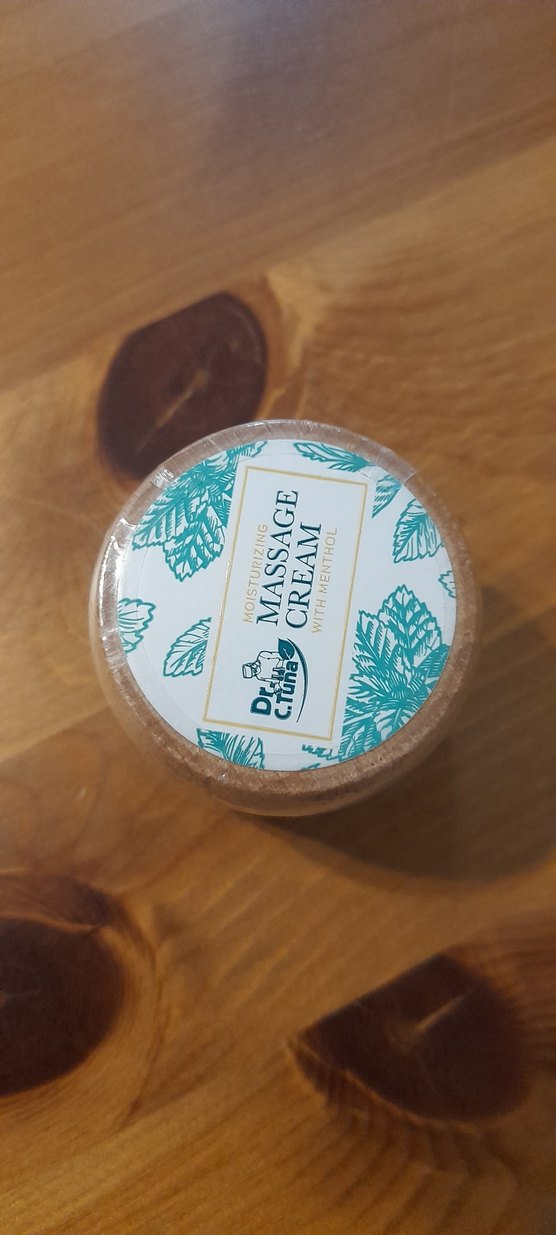 Dr.
C.Tuna
MOISTURIZING
MASSAGE
CREAM
WITH MENTHOL